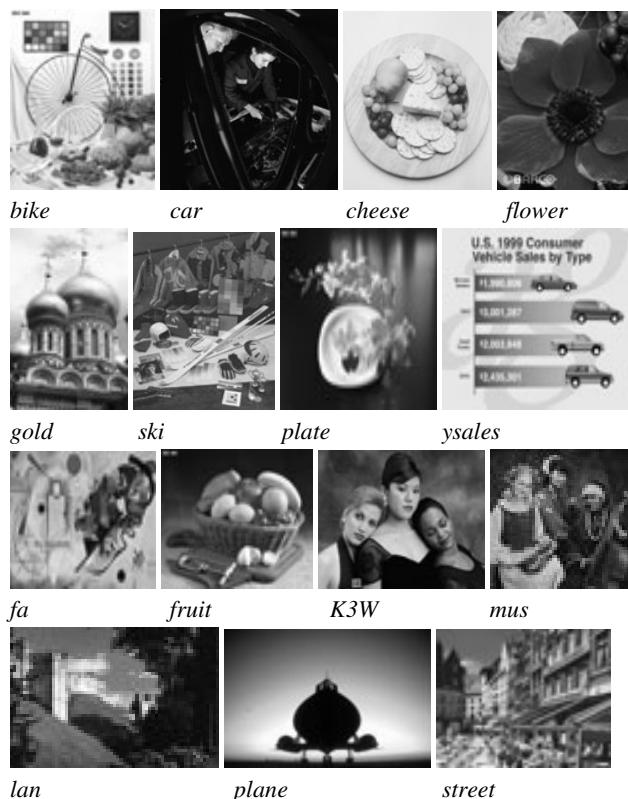 bike car cheese flower
U.S. 1999 Consumer
Vehicle Sales by Type
gold ski plate ysales
fa fruit K3W mus
lan plane street